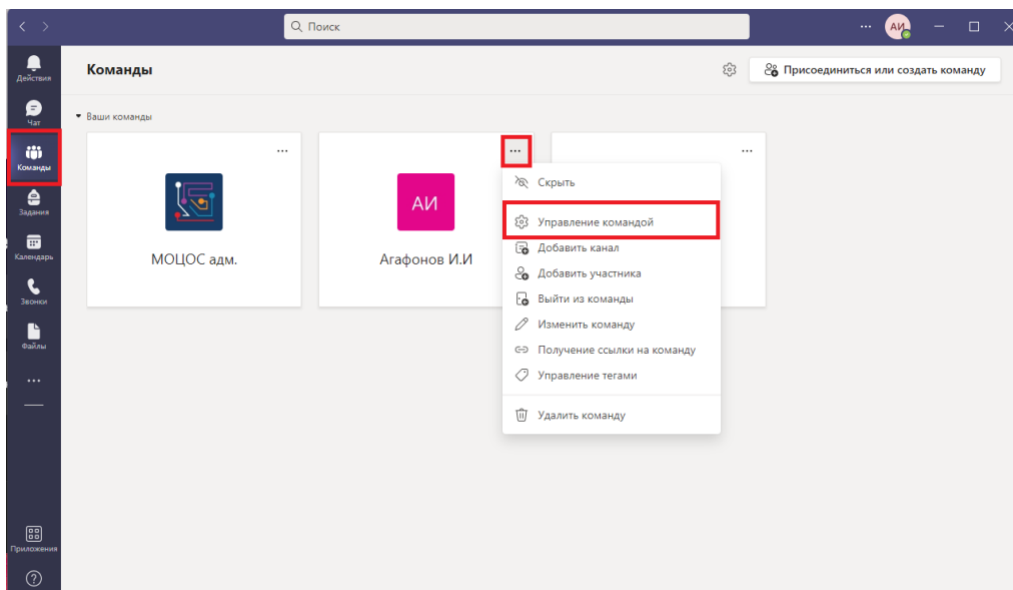 Поиск
АИ
Действия
Чат
Команды
Задания
Календарь
Звонки
Файлы
Приложения
Команды
Присоединиться или создать команду
Ваши команды
МОЦОС адм.
АИ
Агафонов И.И
Скрыть
Управление командой
Добавить канал
Добавить участника
Выйти из команды
Изменить команду
Получение ссылки на команду
Управление тегами
Удалить команду